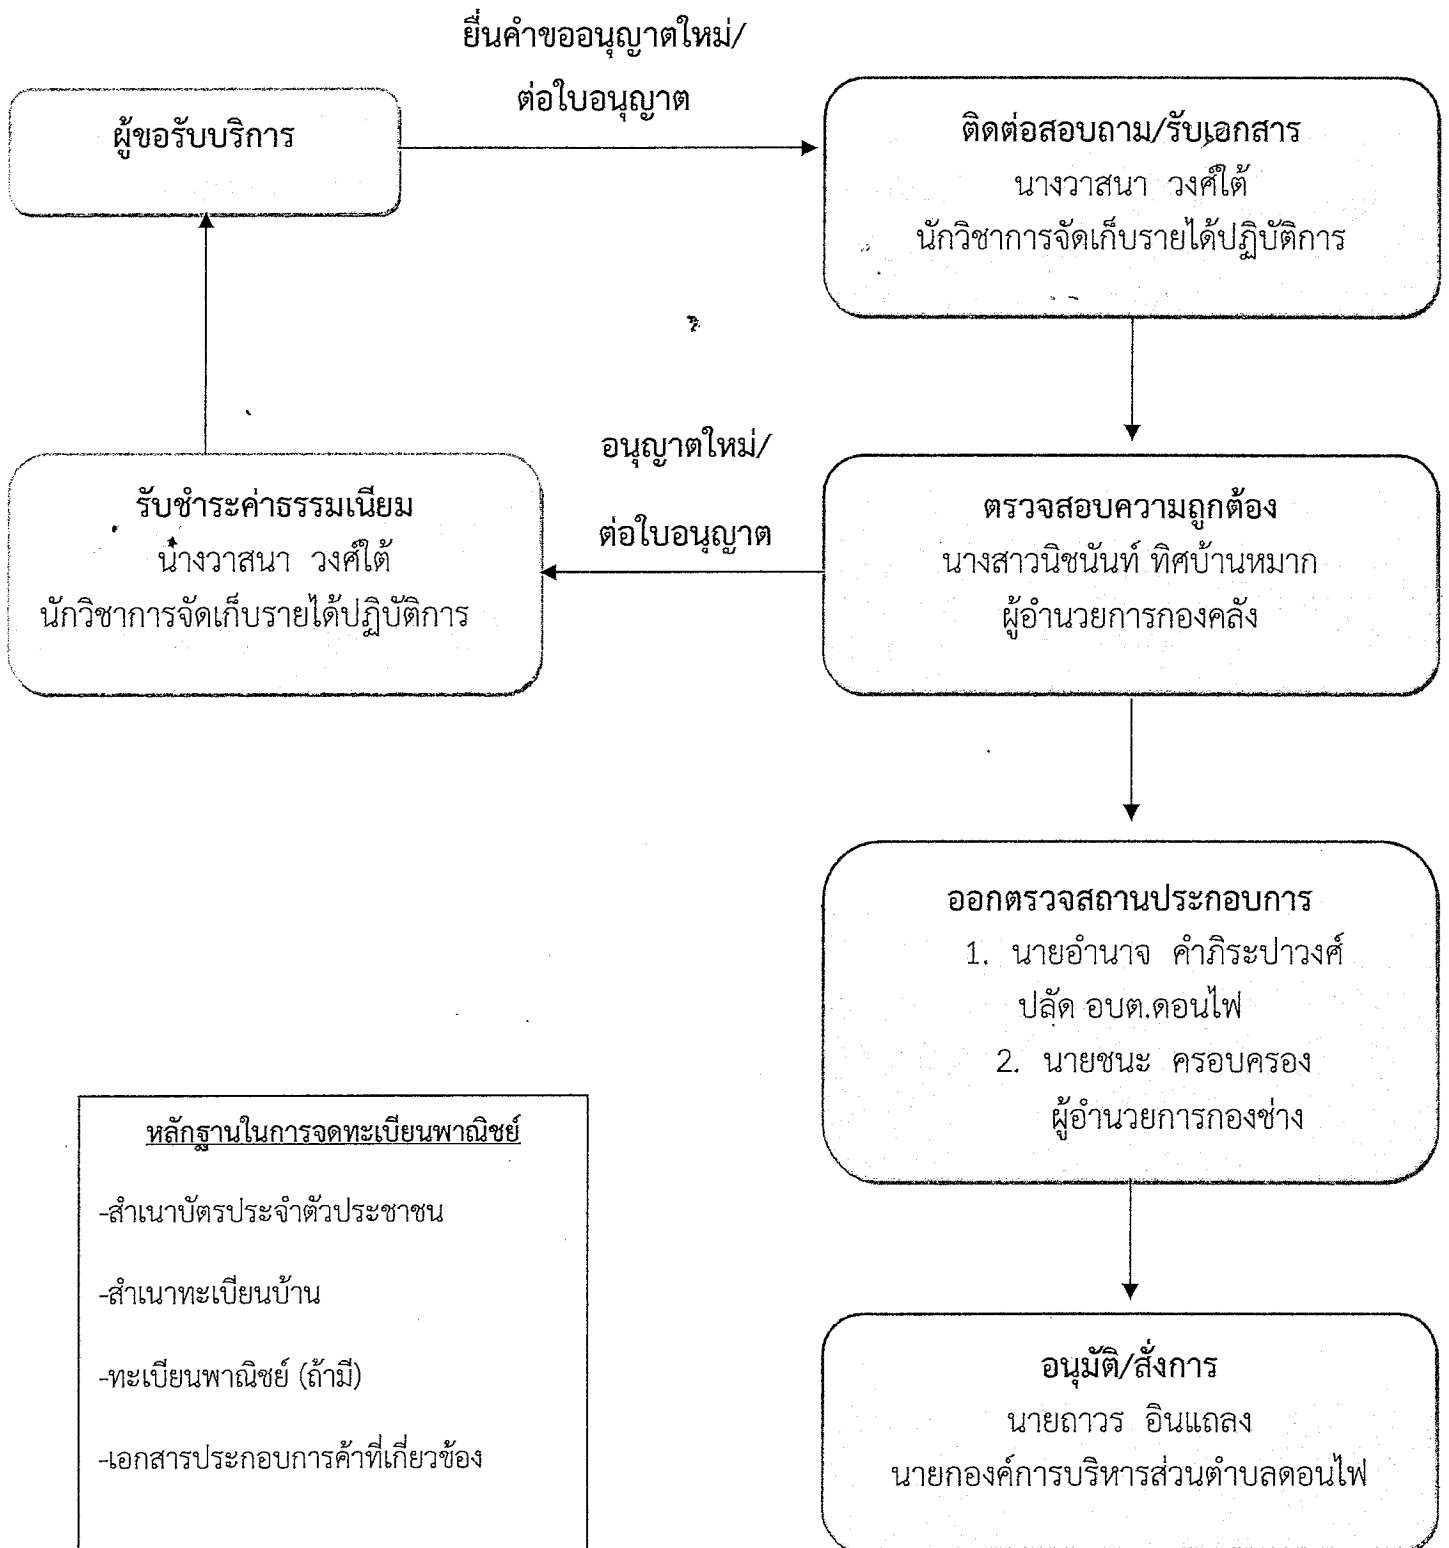 ยื่นคำขออนุญาตใหม่/
ต่อใบอนุญาต
ผู้ขอรับบริการ
ติดต่อสอบถาม/รับเอกสาร
นางวาสนา วงศ์ใต้
นักวิชาการจัดเก็บรายได้ปฏิบัติการ
อนุญาตใหม่/
ต่อใบอนุญาต
รับชำระค่าธรรมเนียม
นางวาสนา วงศ์ใต้
นักวิชาการจัดเก็บรายได้ปฏิบัติการ
ตรวจสอบความถูกต้อง
นางสาวนิชนันท์ ทิศบ้านหมาก
ผู้อำนวยการกองคลัง
ออกตรวจสถานประกอบการ
1. นายอำนาจ คำภิระปาวงศ์
ปลัด อบต.ดอนไฟ
2. นายชนะ ครอบครอง
ผู้อำนวยการกองช่าง
หลักฐานในการจดทะเบียนพาณิชย์
-สำเนาบัตรประจำตัวประชาชน
-สำเนาทะเบียนบ้าน
-ทะเบียนพาณิชย์ (ถ้ามี)
-เอกสารประกอบการค้าที่เกี่ยวข้อง
อนุมัติ/สั่งการ
นายถาวร อินแถลง
นายกองค์การบริหารส่วนตำบลดอนไฟ